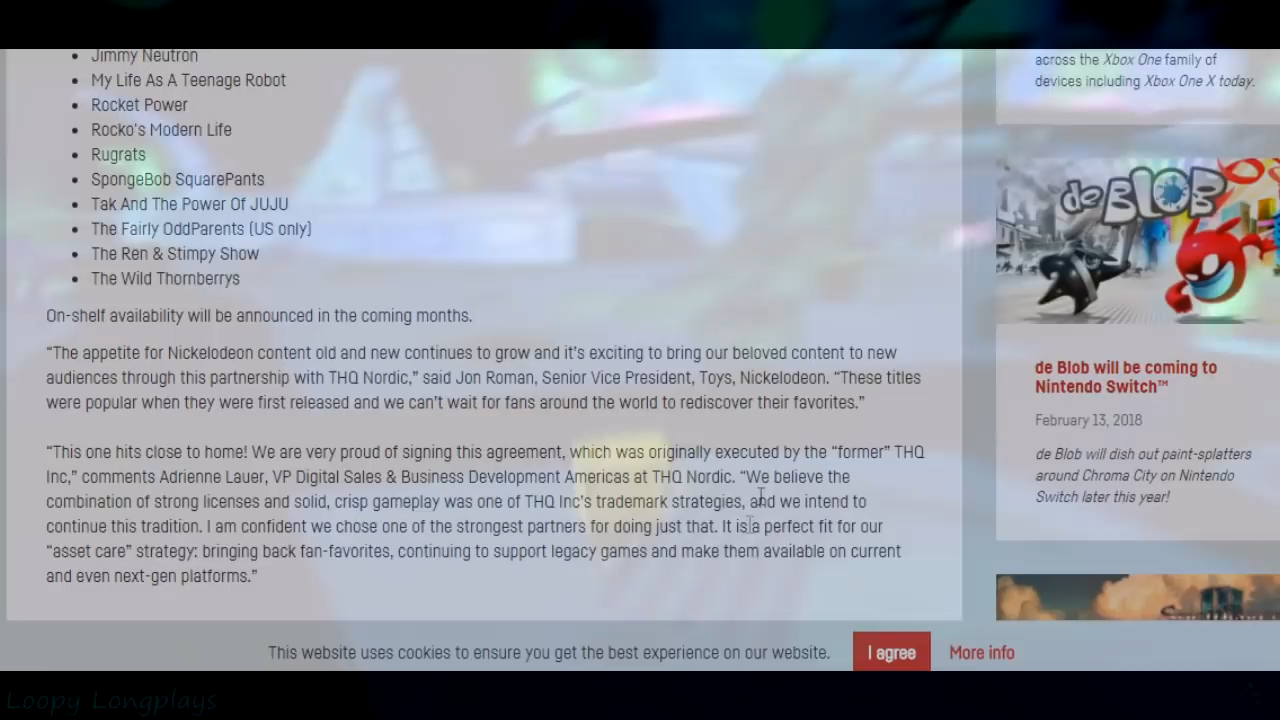 Jimmy Neutron
My Life As A Teenage Robot
Rocket Power
Rocko's Modern Life
Rugrats
SpongeBob SquarePants
Tak And The Power Of JUJU
The Fairly OddParents (US only)
The Ren & Stimpy Show
The Wild Thornberrys
On-shelf availability will be announced in the coming months.
“The appetite for Nickelodeon content old and new continues to grow and it’s exciting to bring our beloved content to new
audiences through this partnership with THQ Nordic,” said Jon Roman, Senior Vice President, Toys, Nickelodeon. “These titles
were popular when they were first released and we can’t wait for fans around the world to rediscover their favorites.”
“This one hits close to home! We are very proud of signing this agreement, which was originally executed by the “former” THQ
Inc,” comments Adrienne Lauer, VP Digital Sales & Business Development Americas at THQ Nordic. “We believe the
combination of strong licenses and solid, crisp gameplay was one of THQ Inc’s trademark strategies, and we intend to
continue this tradition. I am confident we chose one of the strongest partners for doing just that. It is a perfect fit for our
“asset care” strategy: bringing back fan-favorites, continuing to support legacy games and make them available on current
and even next-gen platforms.”
across the Xbox One family of
devices including Xbox One X today.
de BLOB
de Blob will be coming to
Nintendo Switch™
February 13, 2018
de Blob will dish out paint-splatters
around Chroma City on Nintendo
Switch later this year!
This website uses cookies to ensure you get the best experience on our website.
I agree
More info
Loopy Longplays